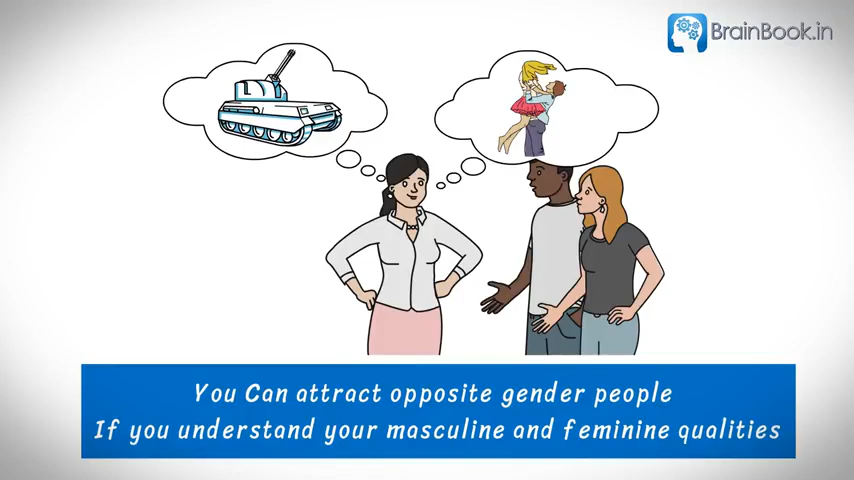 BrainBook.in
You Can attract opposite gender people
If you understand your masculine and feminine qualities